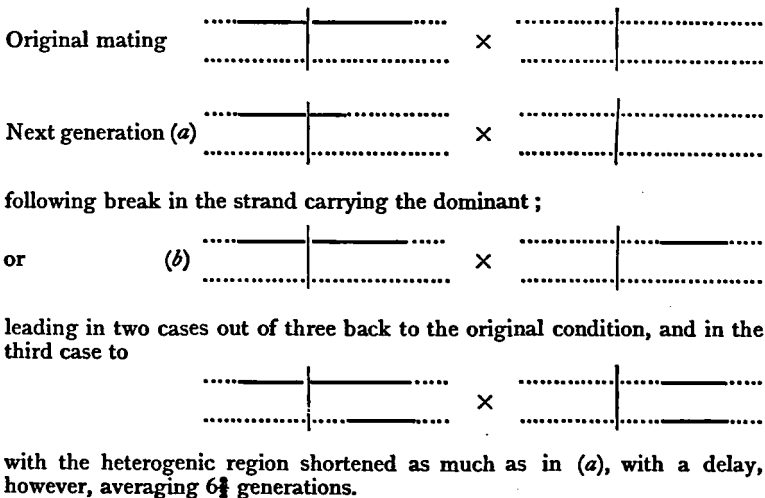 Original mating ×
Next generation (a) ×
following break in the strand carrying the dominant;
or (b) ×
leading in two cases out of three back to the original condition, and in the
third case to
×
with the heterogenic region shortened as much as in (a), with a delay,
however, averaging generations.